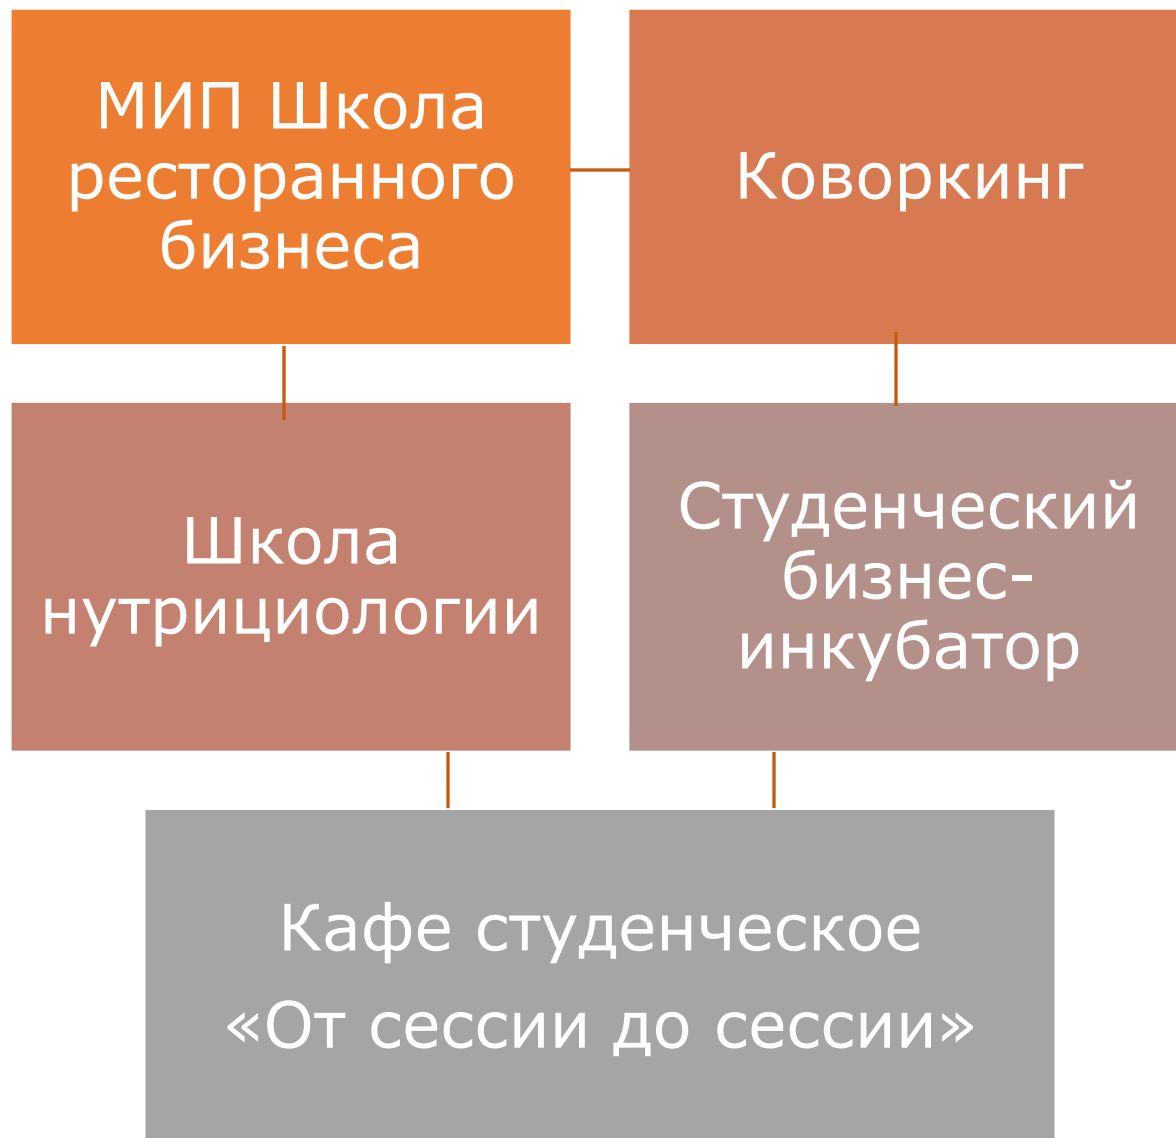 МИП Школа
ресторанного
бизнеса
Коворкинг
Школа
нутрициологии
Студенческий
бизнес-
инкубатор
Кафе студенческое
«От сессии до сессии»